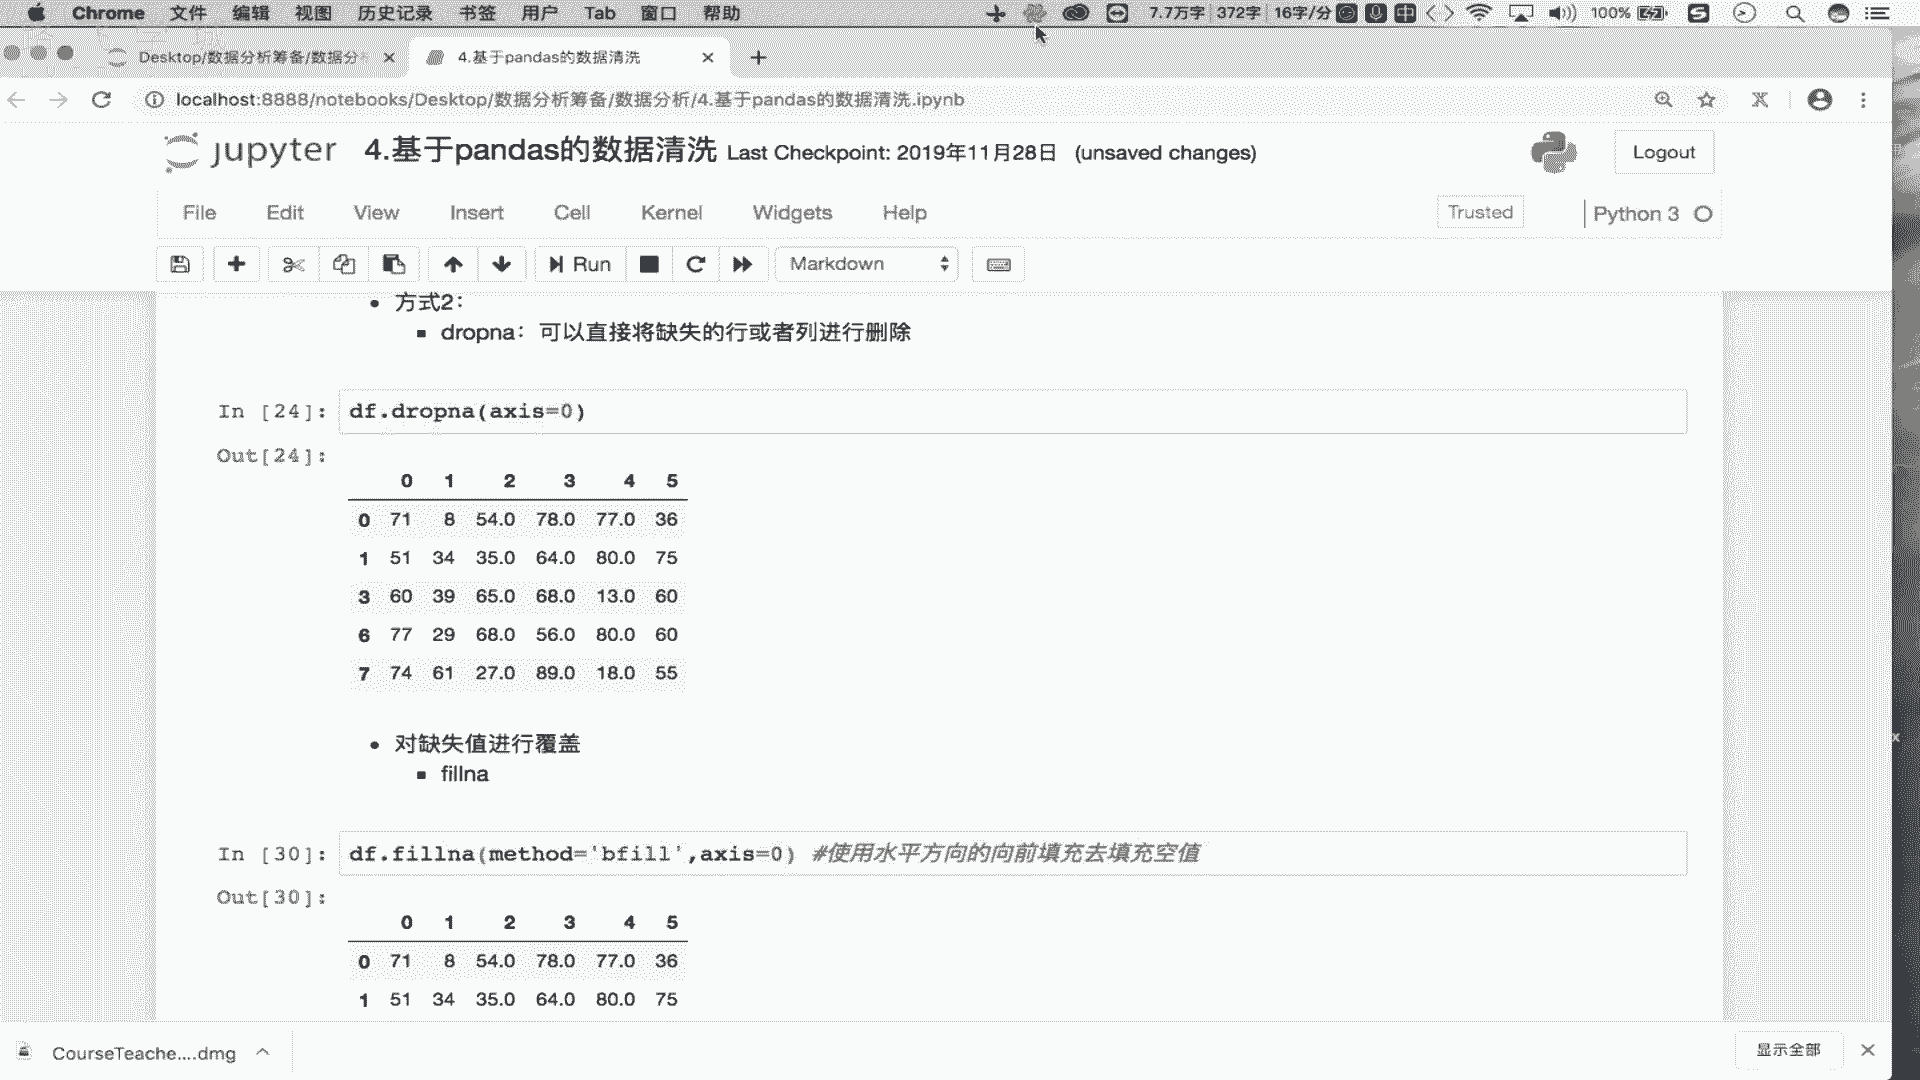 Chrome 文件 编辑 视图 历史记录 书签 用户 Tab 窗口 帮助 7.7万字 372字 16字/分 中 100%
Desktop/数据分析筹备/数据分 4.基于pandas的数据清洗
localhost:8888/notebooks/Desktop/数据分析筹备/数据分析/4.基于pandas的数据清洗.ipynb
jupyter 4.基于pandas的数据清洗 Last Checkpoint: 2019年11月28日 (unsaved changes) Logout
File Edit View Insert Cell Kernel Widgets Help Trusted Python 3
Run Markdown
方式2：
dropna：可以直接将缺失的行或者列进行删除
In [24]: df.dropna(axis=0)
Out[24]:
0 1 2 3 4 5
0 71 8 54.0 78.0 77.0 36
1 51 34 35.0 64.0 80.0 75
3 60 39 65.0 68.0 13.0 60
6 77 29 68.0 56.0 80.0 60
7 74 61 27.0 89.0 18.0 55
对缺失值进行覆盖
fillna
In [30]: df.fillna(method='bfill',axis=0) #使用水平方向的向前填充去填充空值
Out[30]:
0 1 2 3 4 5
0 71 8 54.0 78.0 77.0 36
1 51 34 35.0 64.0 80.0 75
CourseTeache....dmg 显示全部